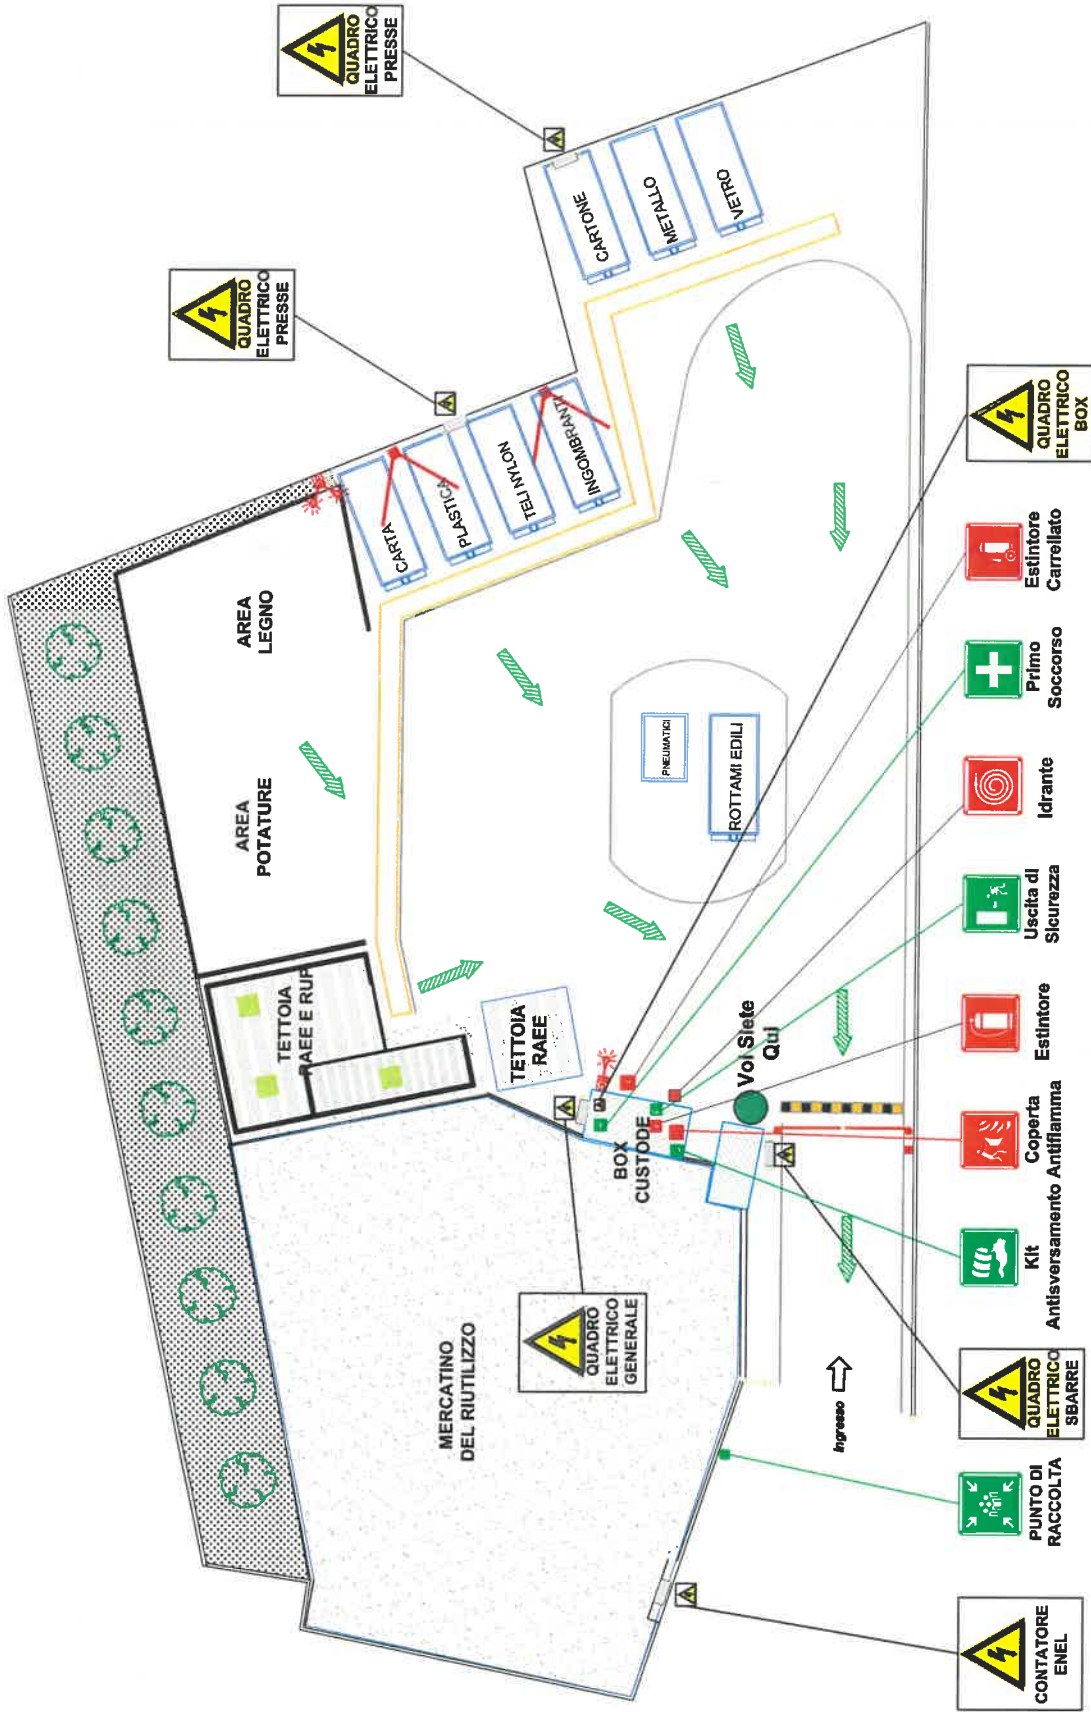 QUADRO
ELETTRICO
PRESSE
QUADRO
ELETTRICO
PRESSE
CARTONE
METALLO
VETRO
CARTA
PLASTICA
TELI NYLON
INGOMBRANTI
AREA
LEGNO
AREA
POTATURE
PNEUMATICI
ROTTAMI EDILI
TETTOIA
RAEE E RUP
TETTOIA
RAEE
BOX
CUSTODE
Voi Siete
Qui
MERCATINO
DEL RIUTILIZZO
QUADRO
ELETTRICO
GENERALE
Ingresso
CONTATORE
ENEL
PUNTO DI
RACCOLTA
QUADRO
ELETTRICO
SBARRE
Kit
Antisversamento
Coperta
Antifiamma
Estintore
Uscita di
Sicurezza
Idrante
Primo
Soccorso
Estintore
Carrellato
QUADRO
ELETTRICO
BOX